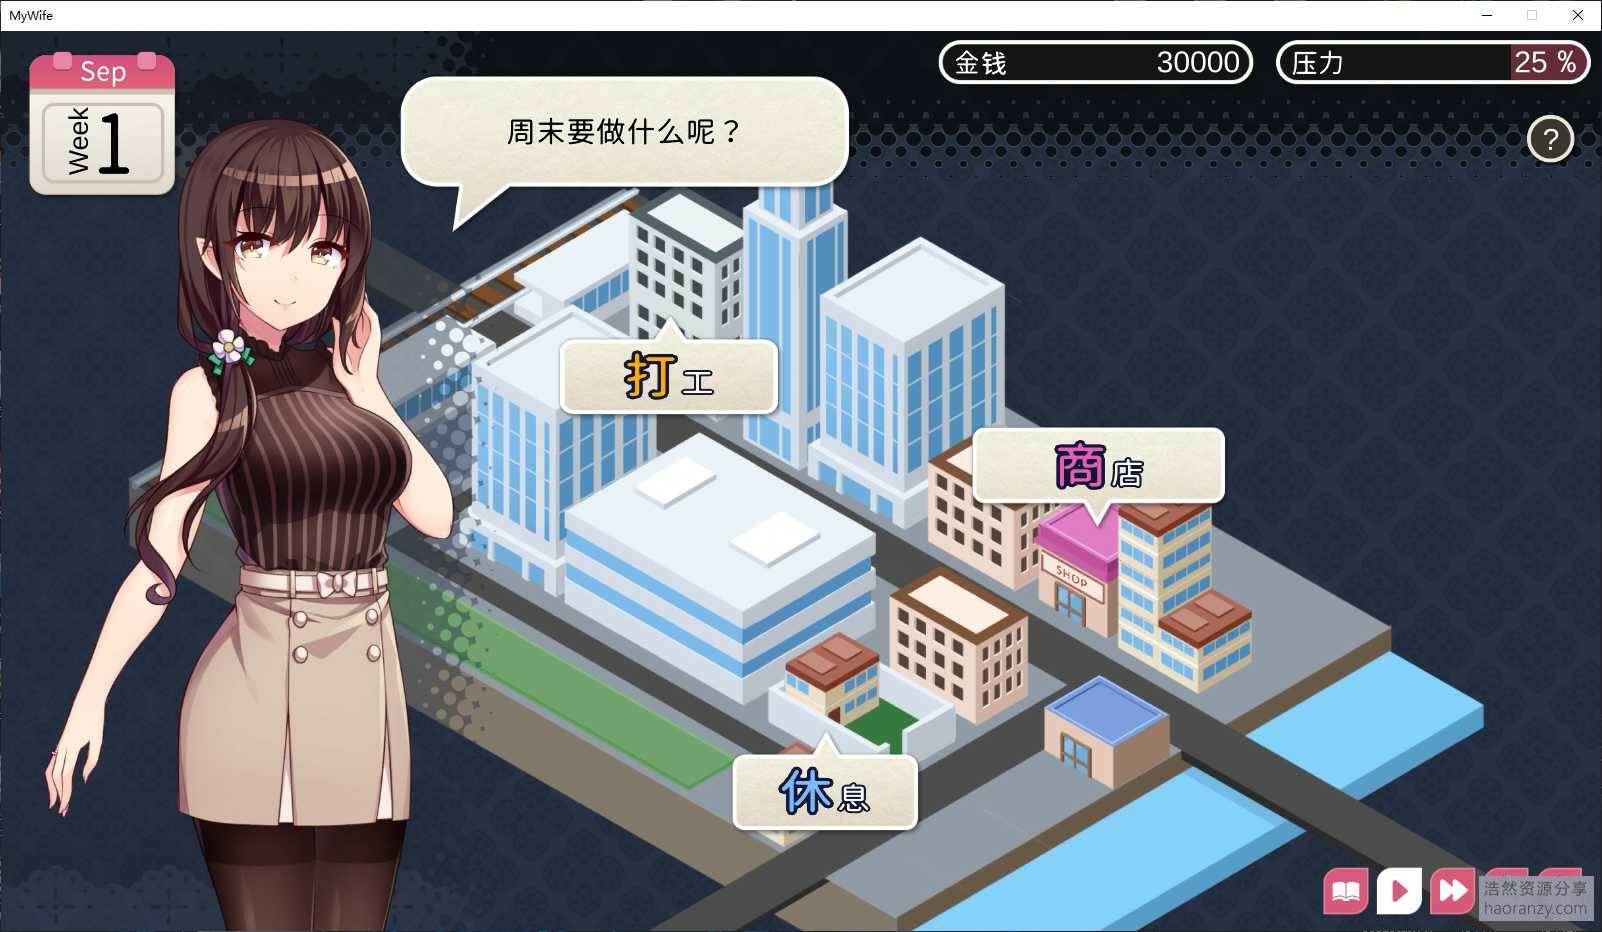 MyWife
Sep
Week 1
金钱 30000
压力 25 %
周末要做什么呢？
?
打工
商店
SHOP
休息
浩然资源分享
haoranzy.com